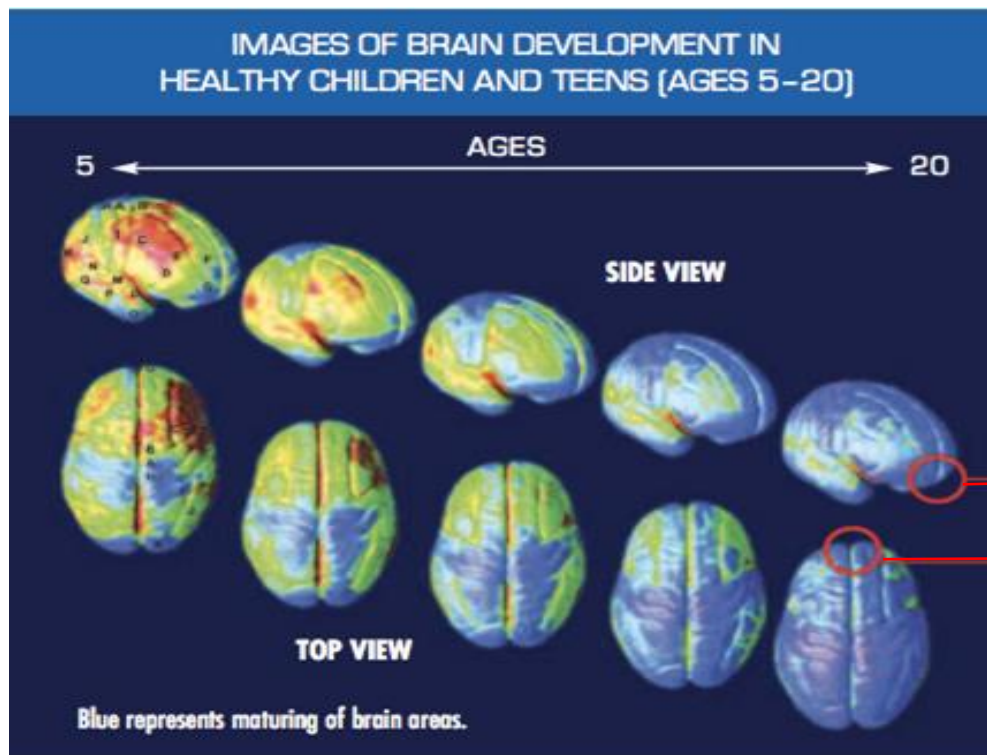 IMAGES OF BRAIN DEVELOPMENT IN
HEALTHY CHILDREN AND TEENS (AGES 5-20)
AGES
5
20
SIDE VIEW
TOP VIEW
Blue represents maturing of brain areas.